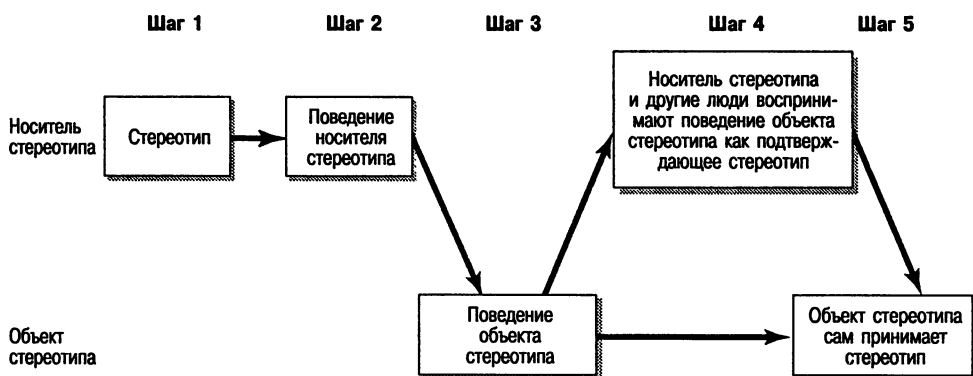 Шаг 1
Шаг 2
Шаг 3
Шаг 4
Шаг 5
Носитель
стереотипа
Стереотип
Поведение
носителя
стереотипа
Носитель стереотипа
и другие люди восприни-
мают поведение объекта
стереотипа как подтверж-
дающее стереотип
Объект
стереотипа
Поведение
объекта
стереотипа
Объект стереотипа
сам принимает
стереотип